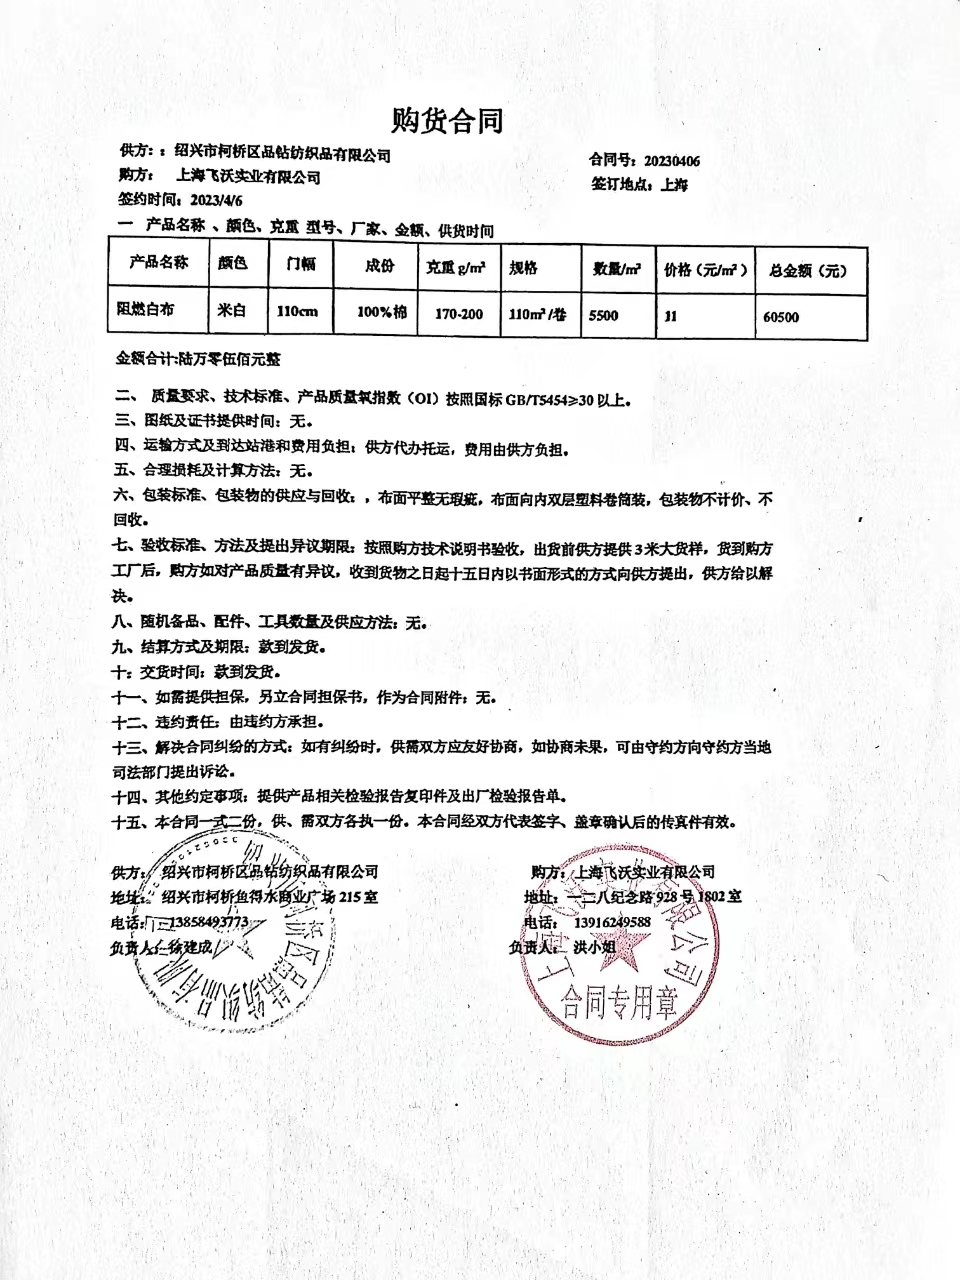 购货合同
供方：：绍兴市柯桥区品钻纺织品有限公司
合同号：20230406
购方： 上海飞沃实业有限公司
签订地点：上海
签约时间：2023/4/6
一 产品名称 、颜色、克重 型号、厂家、金额、供货时间
产品名称 颜色 门幅 成份 克重 g/m² 规格 数量/m² 价格（元/m²） 总金额（元）
阻燃白布 米白 110cm 100%棉 170-200 110m²/卷 5500 11 60500
金额合计:陆万零伍佰元整
二、 质量要求、技术标准、产品质量氧指数（OI）按照国标 GB/T5454≥30 以上。
三、图纸及证书提供时间：无。
四、运输方式及到达站港和费用负担：供方代办托运，费用由供方负担。
五、合理损耗及计算方法：无。
六、包装标准、包装物的供应与回收：，布面平整无瑕疵，布面向内双层塑料卷筒装，包装物不计价、不
回收。
七、验收标准、方法及提出异议期限：按照购方技术说明书验收，出货前供方提供 3 米大货样，货到购方
工厂后，购方如对产品质量有异议，收到货物之日起十五日内以书面形式的方式向供方提出，供方给以解
决。
八、随机备品、配件、工具数量及供应方法：无。
九、结算方式及期限：款到发货。
十：交货时间：款到发货。
十一、如需提供担保，另立合同担保书，作为合同附件：无。
十二、违约责任：由违约方承担。
十三、解决合同纠纷的方式：如有纠纷时，供需双方应友好协商，如协商未果，可由守约方向守约方当地
司法部门提出诉讼。
十四、其他约定事项：提供产品相关检验报告复印件及出厂检验报告单。
十五、本合同一式二份，供、需双方各执一份。本合同经双方代表签字、盖章确认后的传真件有效。
供方：绍兴市柯桥区品钻纺织品有限公司
购方：上海飞沃实业有限公司
地址： 绍兴市柯桥鱼得水商业广场 215 室
地址：一二八纪念路 928 号 1802 室
电话： 13858493773
电话： 13916249588
负责人：徐建成
负责人： 洪小姐
绍兴市柯桥区品钻纺织品有限公司
上海飞沃实业有限公司
合同专用章